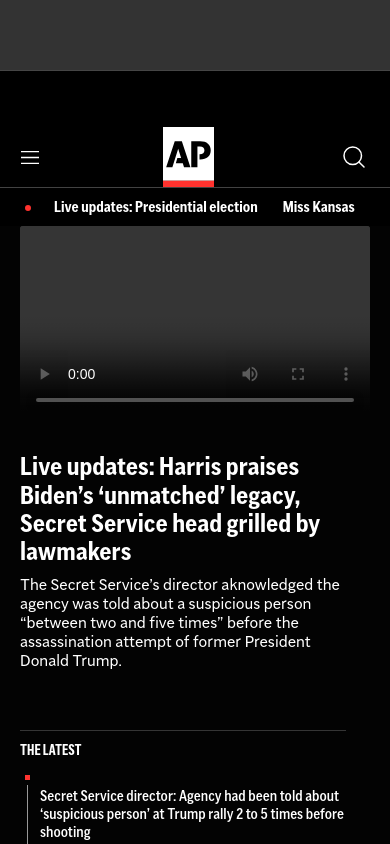 AP
Live updates: Presidential election Miss Kansas
0:00
Live updates: Harris praises
Biden’s ‘unmatched’ legacy,
Secret Service head grilled by
lawmakers
The Secret Service’s director aknowledged the
agency was told about a suspicious person
“between two and five times” before the
assassination attempt of former President
Donald Trump.
THE LATEST
Secret Service director: Agency had been told about
‘suspicious person’ at Trump rally 2 to 5 times before
shooting